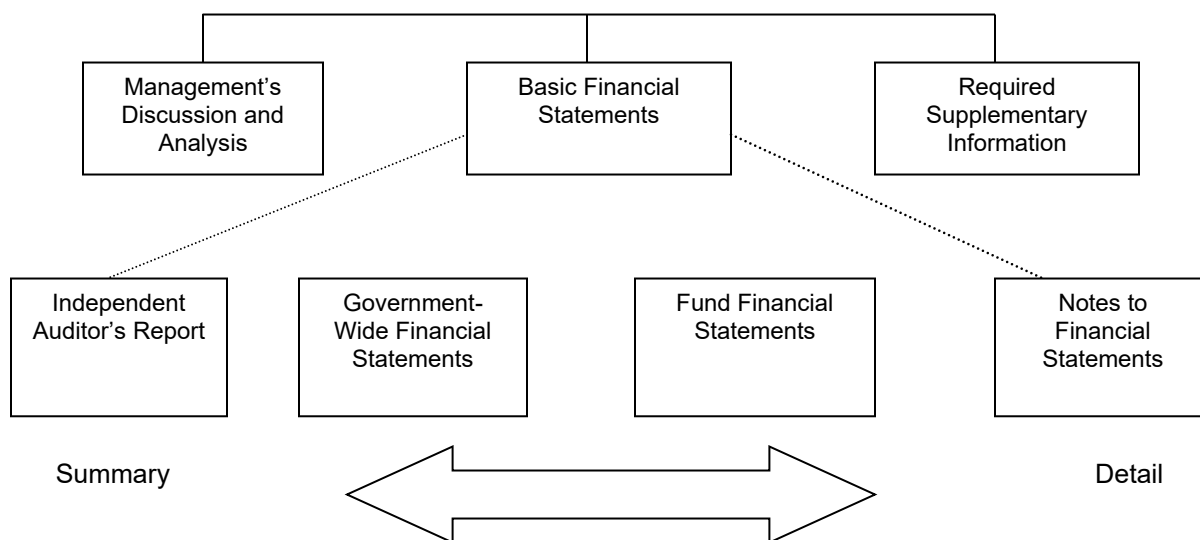 Management’s
Discussion and
Analysis
Basic Financial
Statements
Required
Supplementary
Information
Independent
Auditor’s Report
Government-
Wide Financial
Statements
Fund Financial
Statements
Notes to
Financial
Statements
Summary
Detail